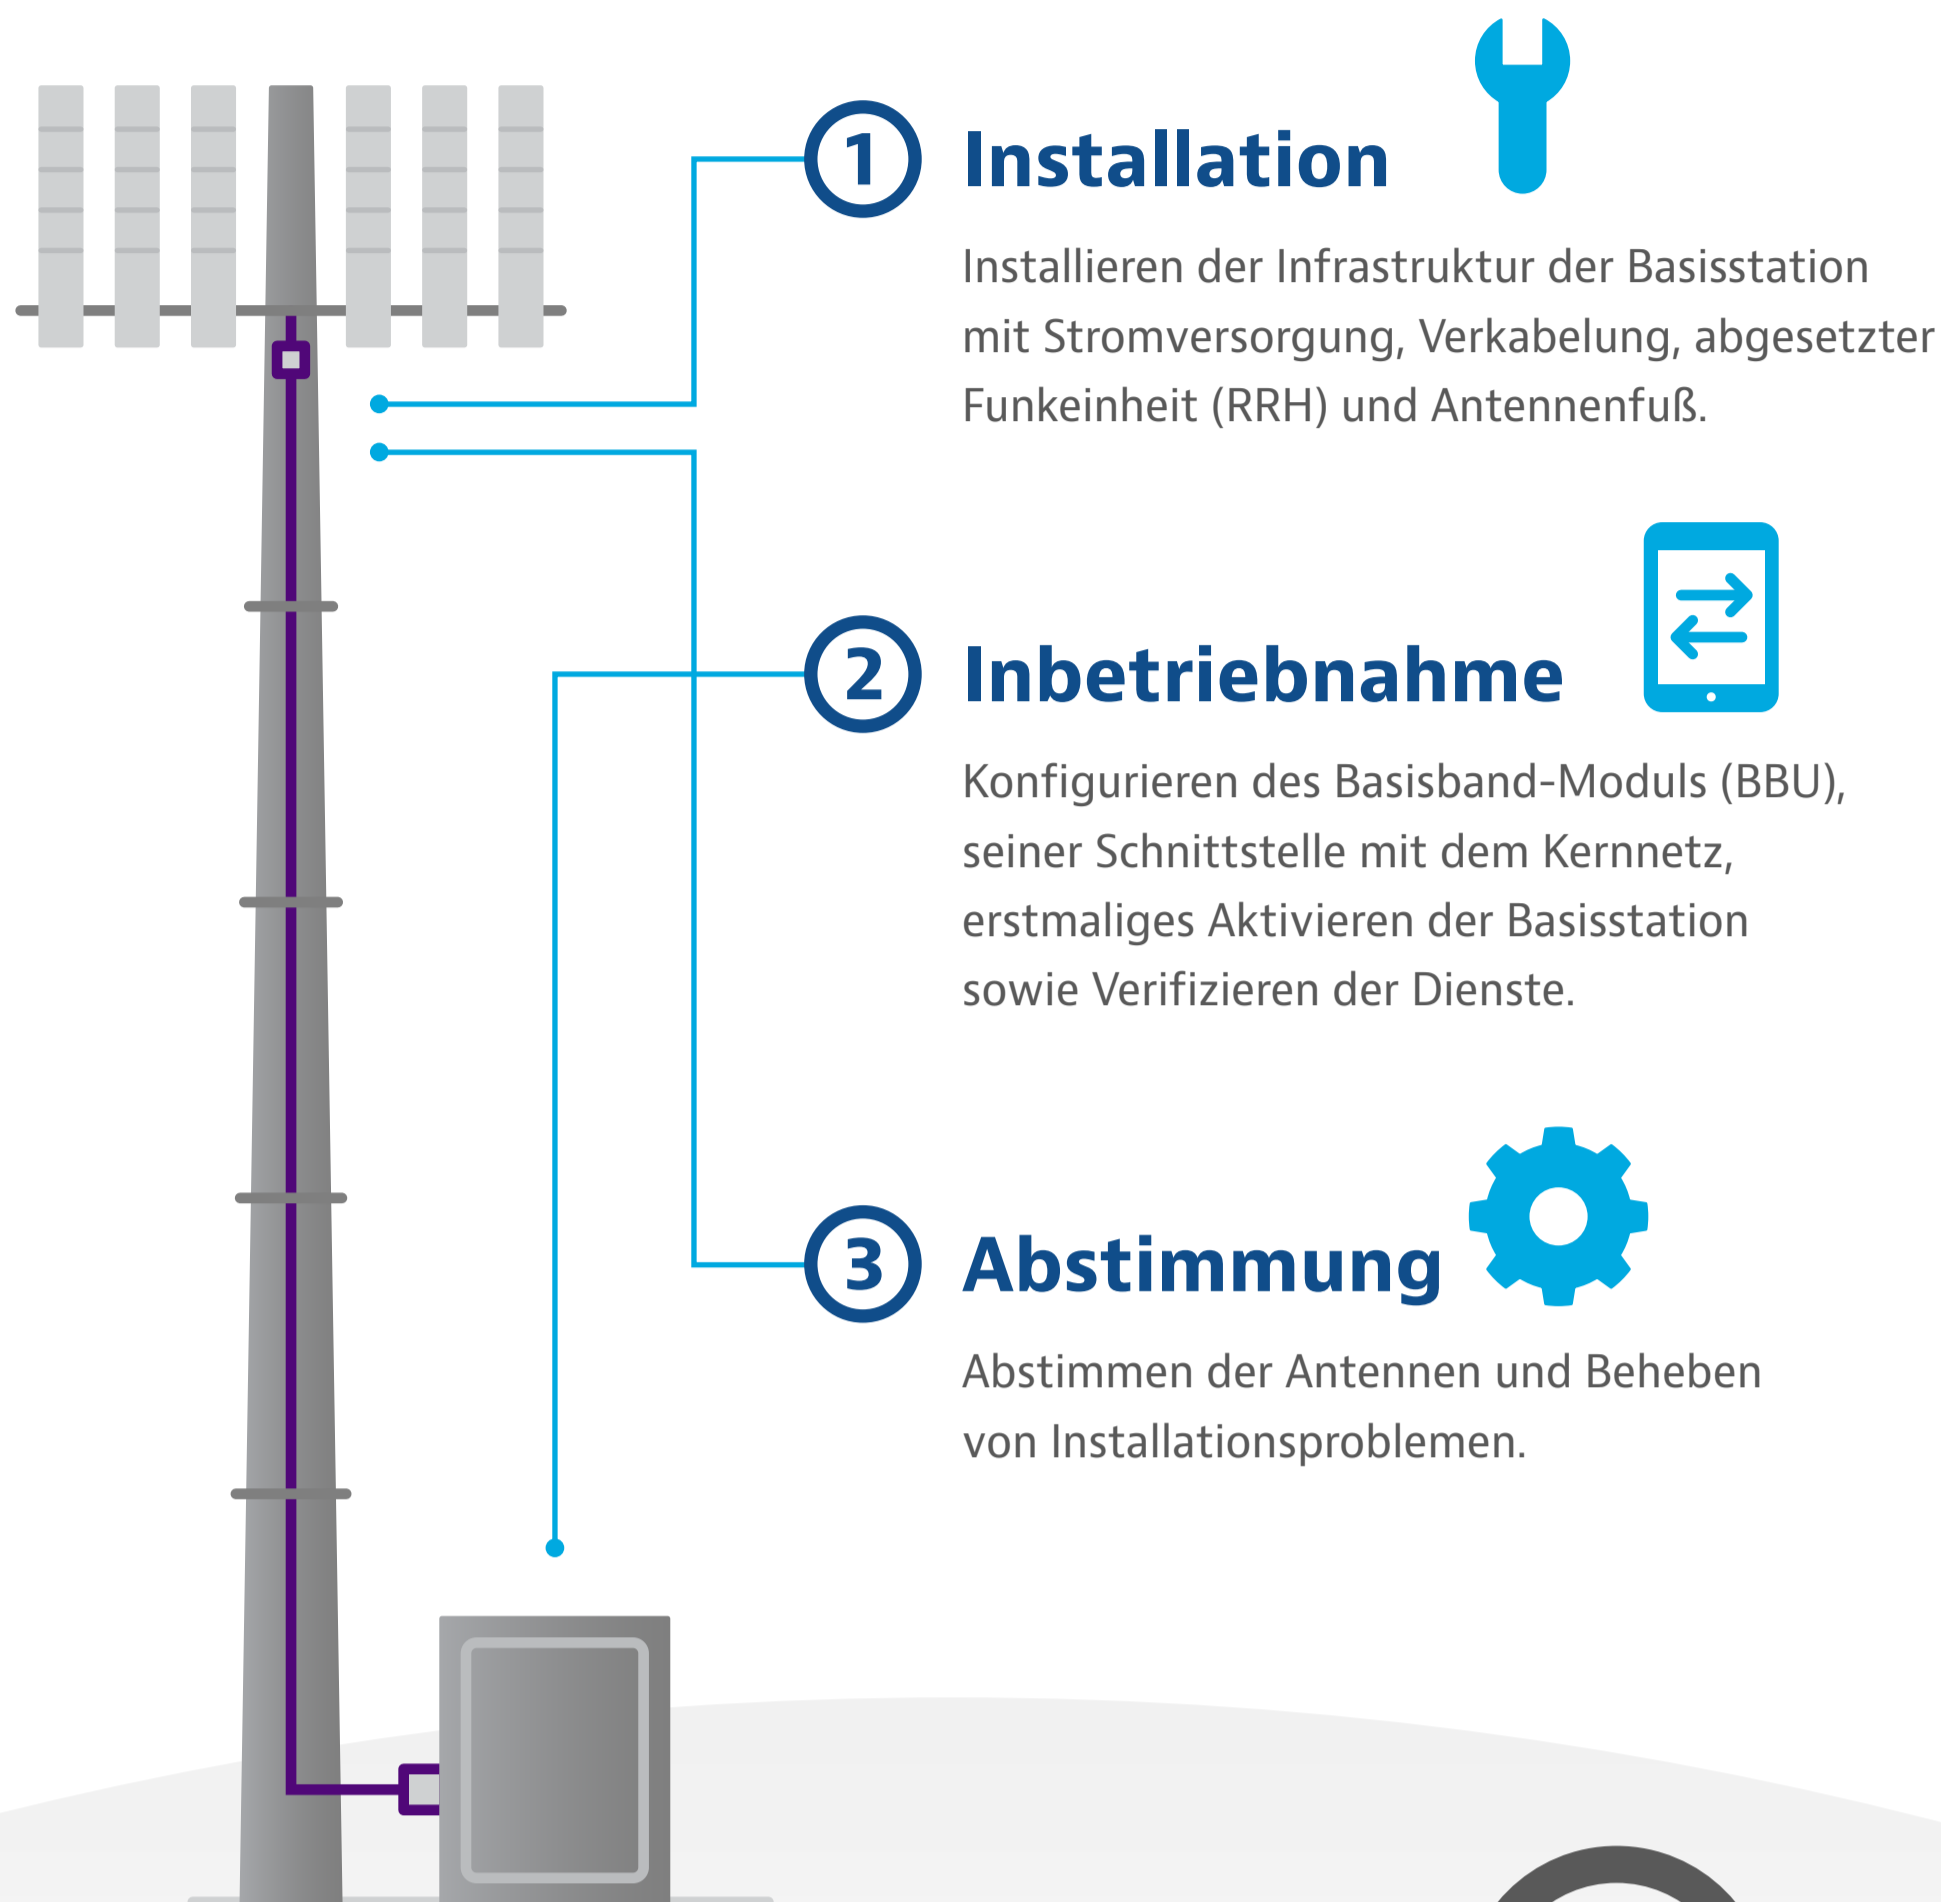 1 Installation
Installieren der Infrastruktur der Basisstation
mit Stromversorgung, Verkabelung, abgesetzter
Funkeinheit (RRH) und Antennenfuß.
2 Inbetriebnahme
Konfigurieren des Basisband-Moduls (BBU),
seiner Schnittstelle mit dem Kernnetz,
erstmaliges Aktivieren der Basisstation
sowie Verifizieren der Dienste.
3 Abstimmung
Abstimmen der Antennen und Beheben
von Installationsproblemen.